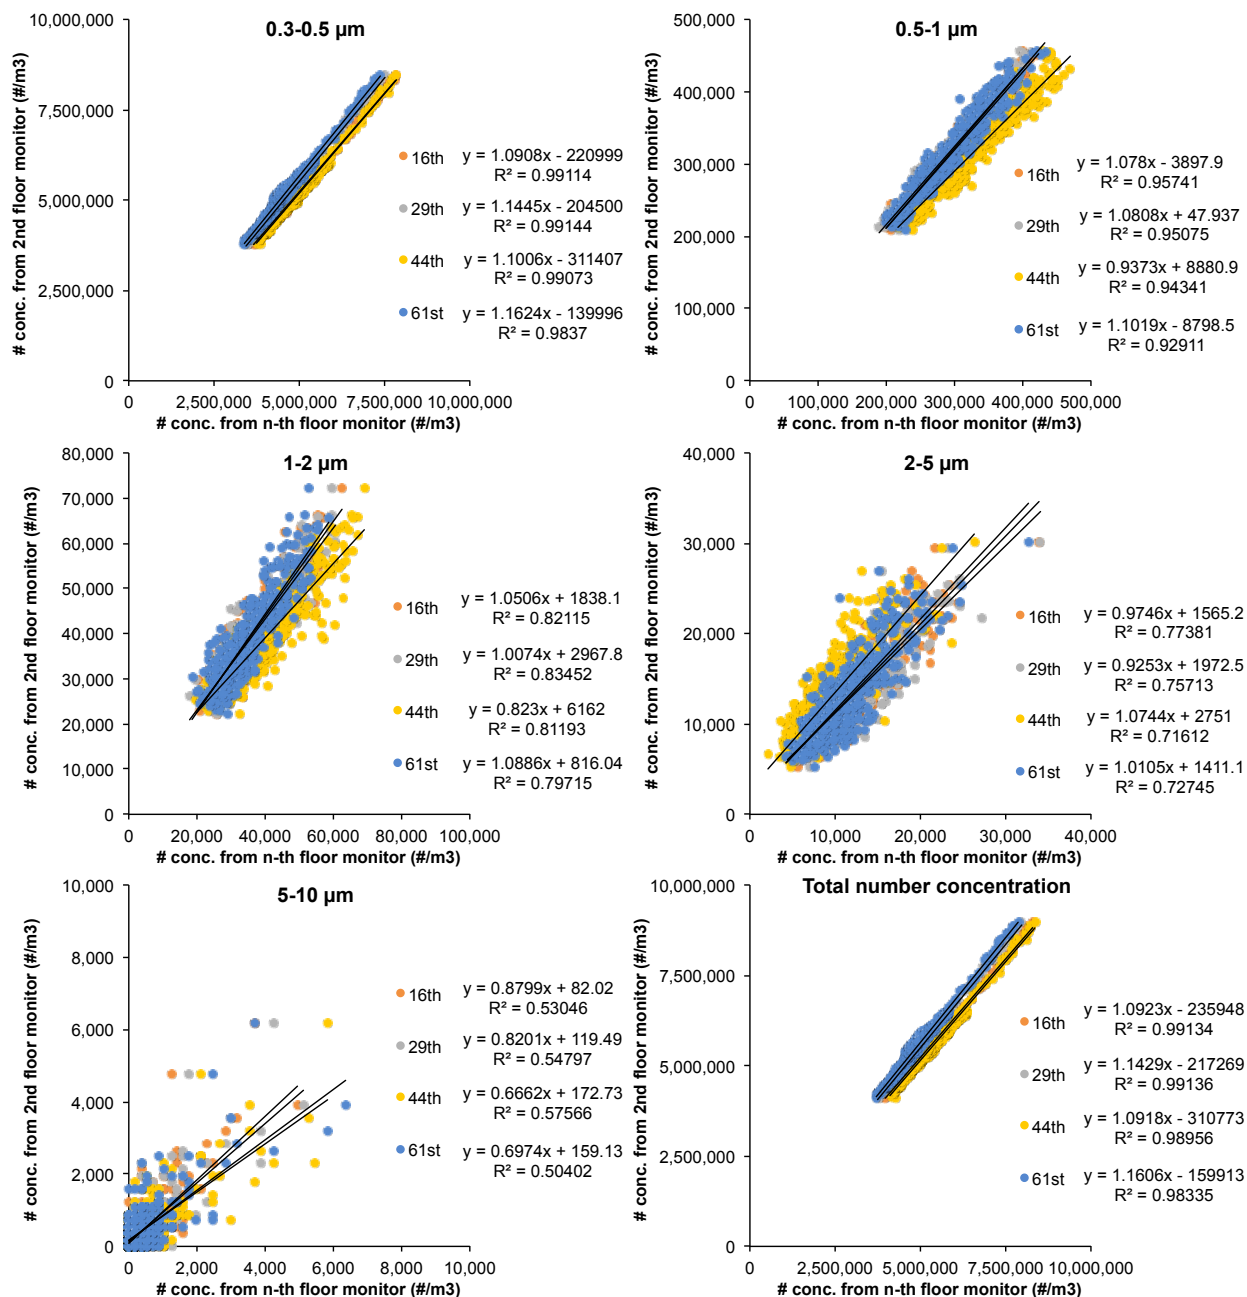 0.3-0.5 µm
# conc. from 2nd floor monitor (#/m3)
10,000,000
7,500,000
5,000,000
2,500,000
0
16th y = 1.0908x - 220999
R² = 0.99114
29th y = 1.1445x - 204500
R² = 0.99144
44th y = 1.1006x - 311407
R² = 0.99073
61st y = 1.1624x - 139996
R² = 0.9837
0 2,500,000 5,000,000 7,500,000 10,000,000
# conc. from n-th floor monitor (#/m3)
0.5-1 µm
# conc. from 2nd floor monitor (#/m3)
500,000
400,000
300,000
200,000
100,000
0
16th y = 1.078x - 3897.9
R² = 0.95741
29th y = 1.0808x + 47.937
R² = 0.95075
44th y = 0.9373x + 8880.9
R² = 0.94341
61st y = 1.1019x - 8798.5
R² = 0.92911
0 100,000 200,000 300,000 400,000 500,000
# conc. from n-th floor monitor (#/m3)
1-2 µm
# conc. from 2nd floor monitor (#/m3)
80,000
70,000
60,000
50,000
40,000
30,000
20,000
10,000
0
16th y = 1.0506x + 1838.1
R² = 0.82115
29th y = 1.0074x + 2967.8
R² = 0.83452
44th y = 0.823x + 6162
R² = 0.81193
61st y = 1.0886x + 816.04
R² = 0.79715
0 20,000 40,000 60,000 80,000 100,000
# conc. from n-th floor monitor (#/m3)
2-5 µm
# conc. from 2nd floor monitor (#/m3)
40,000
30,000
20,000
10,000
0
16th y = 0.9746x + 1565.2
R² = 0.77381
29th y = 0.9253x + 1972.5
R² = 0.75713
44th y = 1.0744x + 2751
R² = 0.71612
61st y = 1.0105x + 1411.1
R² = 0.72745
0 10,000 20,000 30,000 40,000
# conc. from n-th floor monitor (#/m3)
5-10 µm
# conc. from 2nd floor monitor (#/m3)
10,000
8,000
6,000
4,000
2,000
0
16th y = 0.8799x + 82.02
R² = 0.53046
29th y = 0.8201x + 119.49
R² = 0.54797
44th y = 0.6662x + 172.73
R² = 0.57566
61st y = 0.6974x + 159.13
R² = 0.50402
0 2,000 4,000 6,000 8,000 10,000
# conc. from n-th floor monitor (#/m3)
Total number concentration
# conc. from 2nd floor monitor (#/m3)
10,000,000
7,500,000
5,000,000
2,500,000
0
16th y = 1.0923x - 235948
R² = 0.99134
29th y = 1.1429x - 217269
R² = 0.99136
44th y = 1.0918x - 310773
R² = 0.98956
61st y = 1.1606x - 159913
R² = 0.98335
0 2,500,000 5,000,000 7,500,000 10,000,000
# conc. from n-th floor monitor (#/m3)